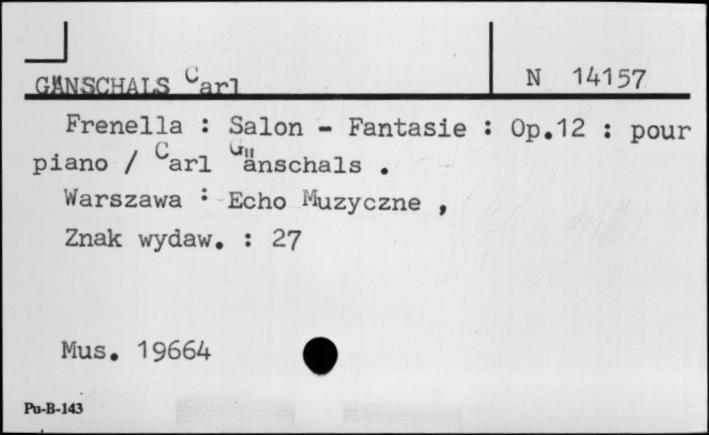 GÄNSCHALS Carl
N 14157
Frenella : Salon - Fantasie : Op.12 : pour
piano / Carl Gänschals .
Warszawa : Echo Muzyczne ,
Znak wydaw. : 27
Mus. 19664
Pu-B-143